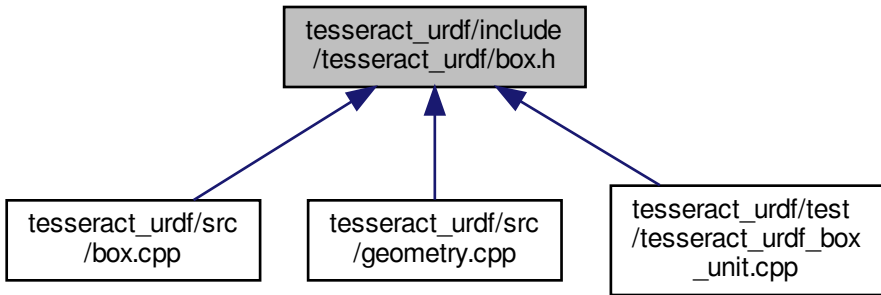 tesseract_urdf/include
/tesseract_urdf/box.h
tesseract_urdf/src
/box.cpp
tesseract_urdf/src
/geometry.cpp
tesseract_urdf/test
/tesseract_urdf_box
_unit.cpp